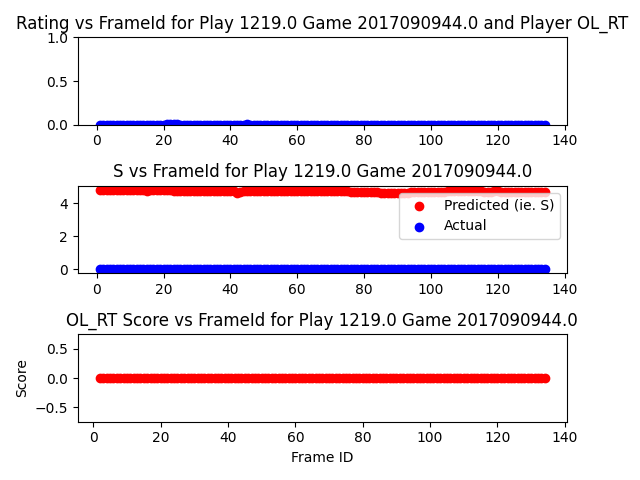 Rating vs FrameId for Play 1219.0 Game 2017090944.0 and Player OL_RT
1.0
0.5
0.0
0 20 40 60 80 100 120 140
S vs FrameId for Play 1219.0 Game 2017090944.0
4
2
0
Predicted (ie. S)
Actual
0 20 40 60 80 100 120 140
OL_RT Score vs FrameId for Play 1219.0 Game 2017090944.0
Score
0.5
0.0
−0.5
0 20 40 60 80 100 120 140
Frame ID